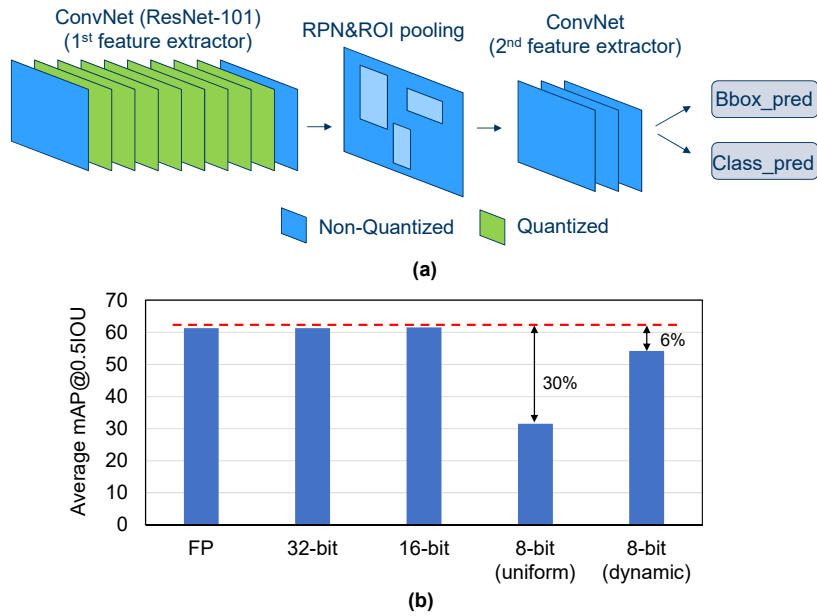 ConvNet (ResNet-101)
(1st feature extractor)
RPN&ROI pooling
ConvNet
(2nd feature extractor)
Bbox_pred
Class_pred
Non-Quantized
Quantized
(a)
Average mAP@0.5IOU
70
60
50
40
30
20
10
0
30%
6%
FP
32-bit
16-bit
8-bit
(uniform)
8-bit
(dynamic)
(b)